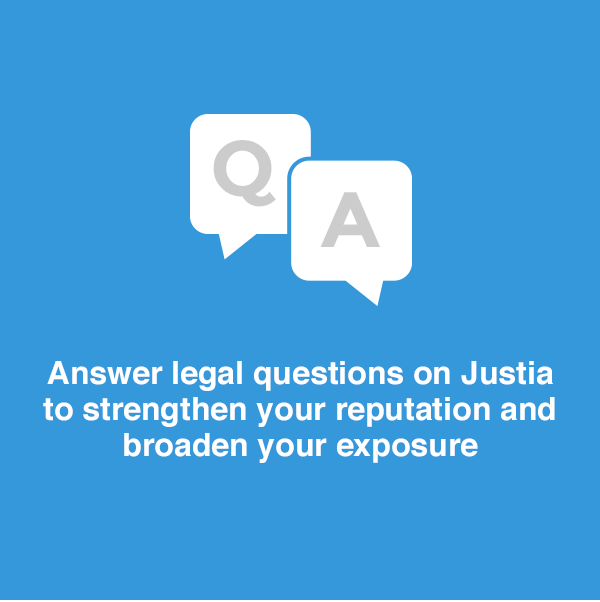 Q
A
Answer legal questions on Justia
to strengthen your reputation and
broaden your exposure